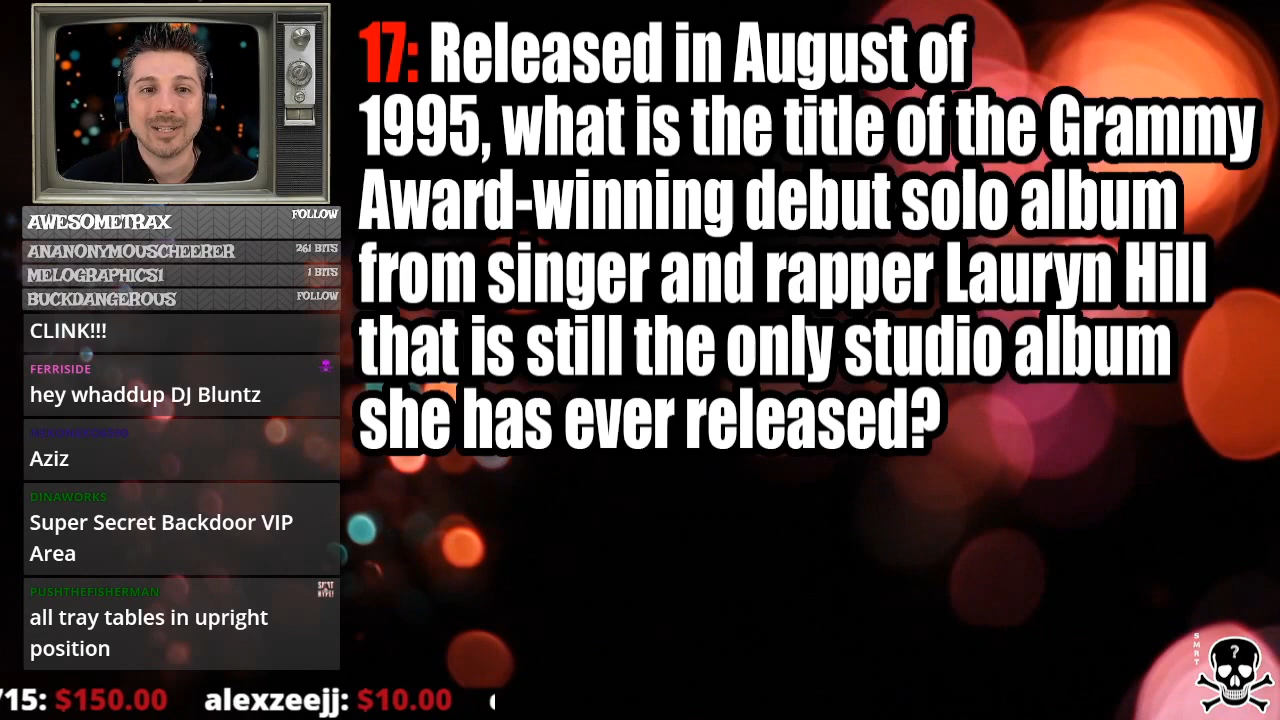 17: Released in August of
1995, what is the title of the Grammy
Award-winning debut solo album
from singer and rapper Lauryn Hill
that is still the only studio album
she has ever released?
AWESOMETRAX FOLLOW
ANANONYMOUSCHEERER 261 BITS
MELOGRAPHICS1 1 BITS
BUCKDANGEROUS FOLLOW
CLINK!!!
FERRISIDE
hey whaddup DJ Bluntz
Aziz
DINAWORKS
Super Secret Backdoor VIP
Area
PUSHTHEFISHERMAN
all tray tables in upright
position
/15: $150.00 alexzeejj: $10.00
SMRT
?